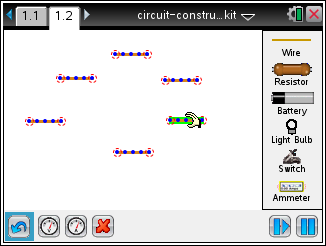 1.1
1.2
circuit-constru...kit
Wire
Resistor
Battery
Light Bulb
Switch
Ammeter